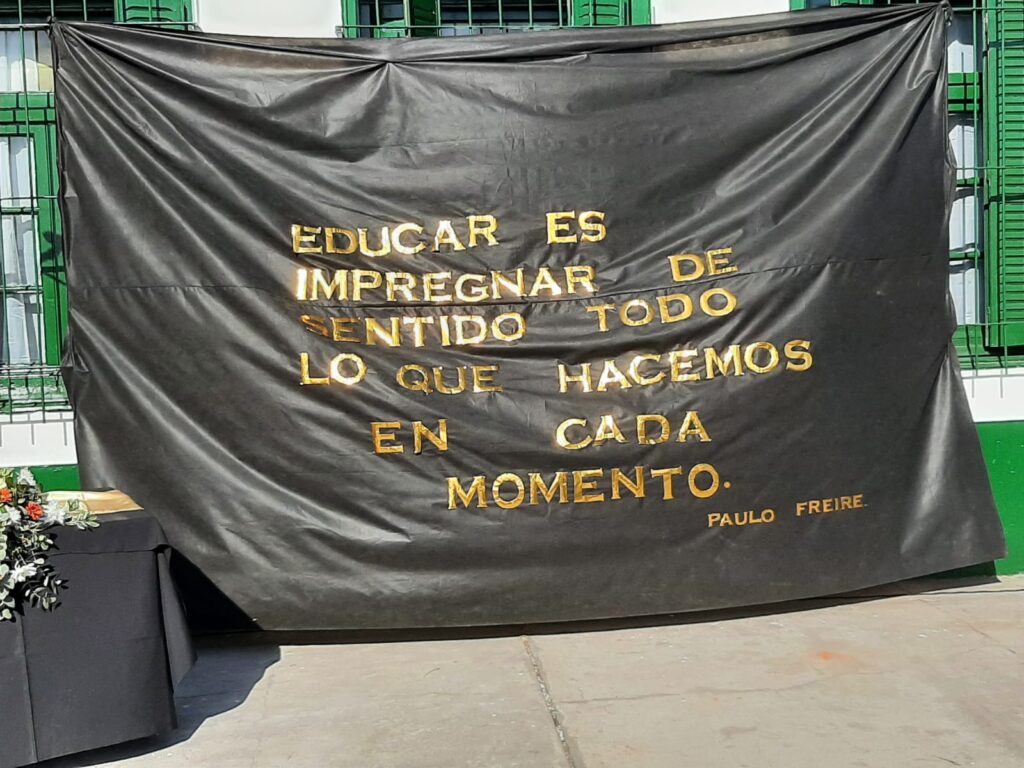 EDUCAR ES
IMPREGNAR DE
SENTIDO TODO
LO QUE HACEMOS
EN CADA
MOMENTO.
PAULO FREIRE.